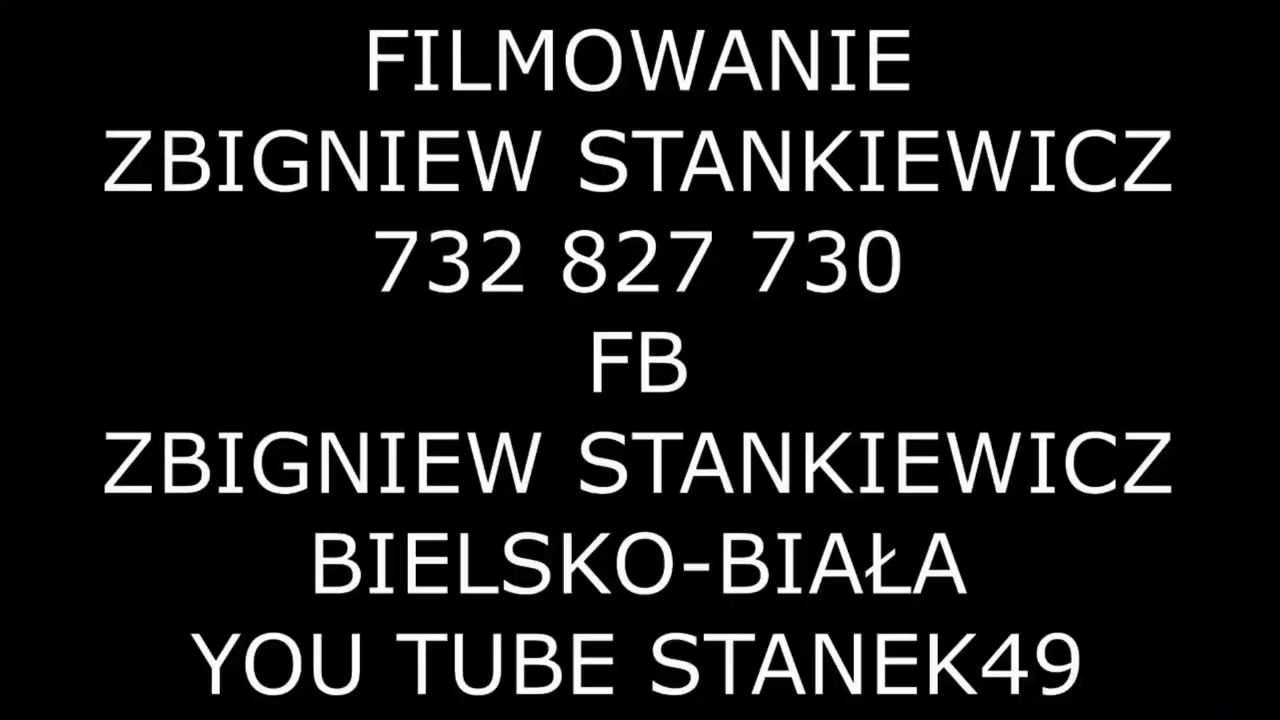 FILMOWANIE
ZBIGNIEW STANKIEWICZ
732 827 730
FB
ZBIGNIEW STANKIEWICZ
BIELSKO-BIAŁA
YOU TUBE STANEK49